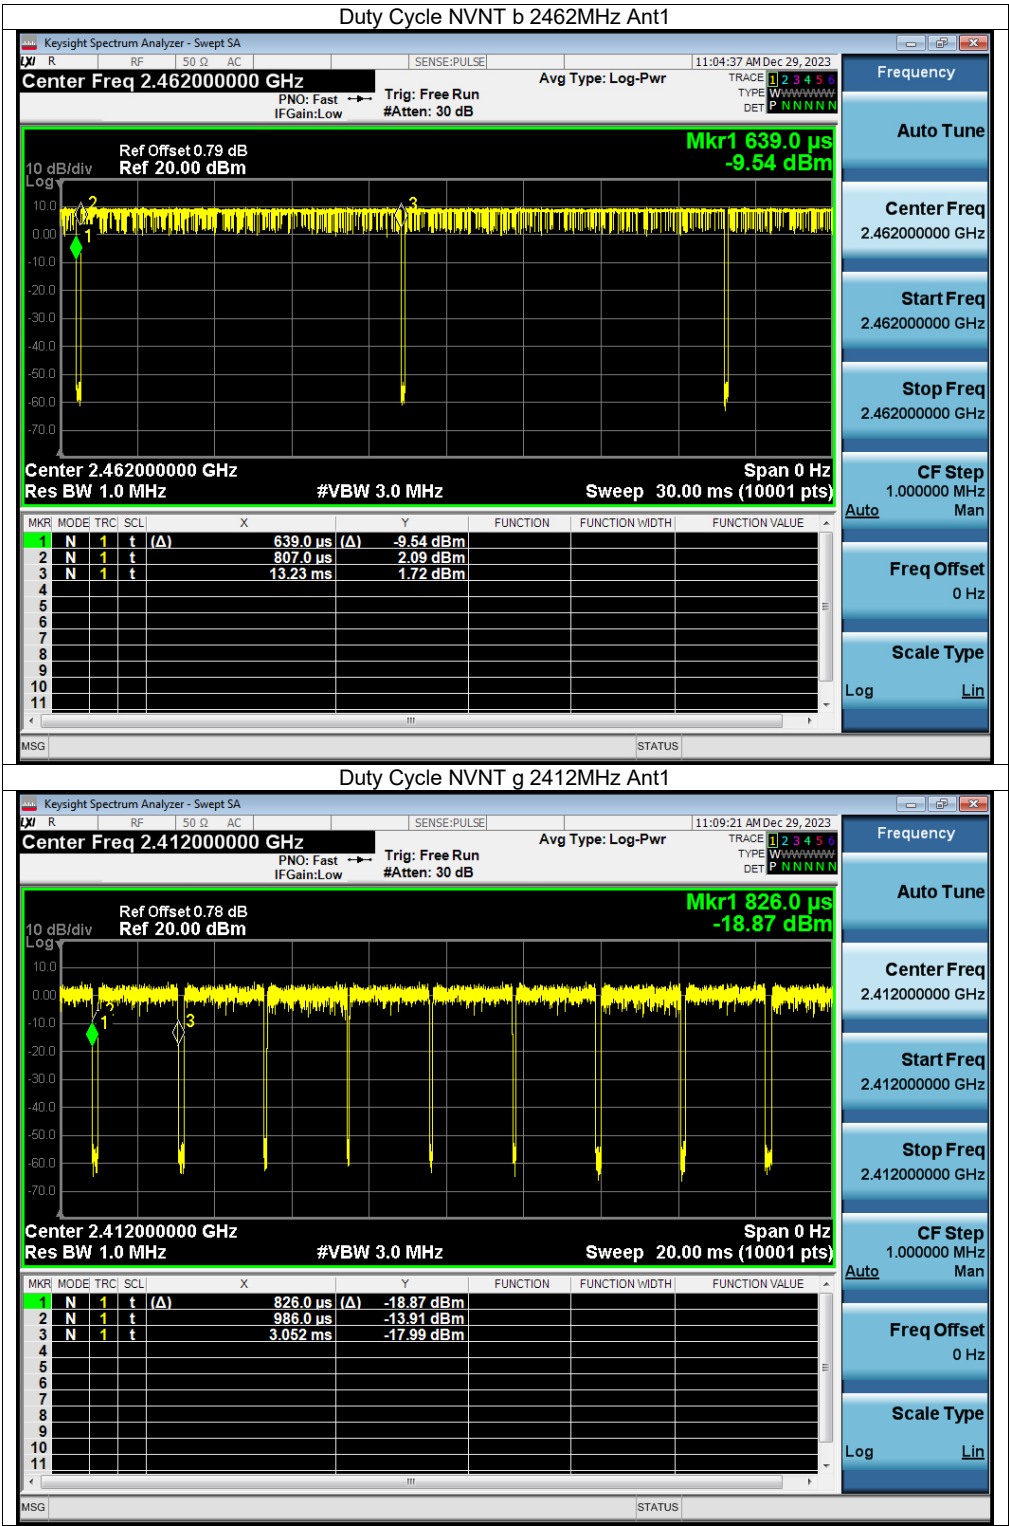 Duty Cycle NVNT b 2462MHz Ant1
Keysight Spectrum Analyzer - Swept SA
LXI R RF 50 Ω AC SENSE:PULSE 11:04:37 AM Dec 29, 2023
Center Freq 2.462000000 GHz Avg Type: Log-Pwr TRACE 1 2 3 4 5 6
PNO: Fast Trig: Free Run TYPE WWWWWW
IFGain:Low #Atten: 30 dB DET P N N N N N
Mkr1 639.0 µs
-9.54 dBm
Ref Offset 0.79 dB
10 dB/div Ref 20.00 dBm
Log
10.0
0.00
-10.0
-20.0
-30.0
-40.0
-50.0
-60.0
-70.0
1
2
3
Center 2.462000000 GHz Span 0 Hz
Res BW 1.0 MHz #VBW 3.0 MHz Sweep 30.00 ms (10001 pts)
MKR MODE TRC SCL X Y FUNCTION FUNCTION WIDTH FUNCTION VALUE
1 N 1 t (Δ) 639.0 µs (Δ) -9.54 dBm
2 N 1 t 807.0 µs 2.09 dBm
3 N 1 t 13.23 ms 1.72 dBm
4
5
6
7
8
9
10
11
MSG STATUS
Frequency
Auto Tune
Center Freq
2.462000000 GHz
Start Freq
2.462000000 GHz
Stop Freq
2.462000000 GHz
CF Step
1.000000 MHz
Auto Man
Freq Offset
0 Hz
Scale Type
Log Lin
Duty Cycle NVNT g 2412MHz Ant1
Keysight Spectrum Analyzer - Swept SA
LXI R RF 50 Ω AC SENSE:PULSE 11:09:21 AM Dec 29, 2023
Center Freq 2.412000000 GHz Avg Type: Log-Pwr TRACE 1 2 3 4 5 6
PNO: Fast Trig: Free Run TYPE WWWWWW
IFGain:Low #Atten: 30 dB DET P N N N N N
Mkr1 826.0 µs
-18.87 dBm
Ref Offset 0.78 dB
10 dB/div Ref 20.00 dBm
Log
10.0
0.00
-10.0
-20.0
-30.0
-40.0
-50.0
-60.0
-70.0
1
2
3
Center 2.412000000 GHz Span 0 Hz
Res BW 1.0 MHz #VBW 3.0 MHz Sweep 20.00 ms (10001 pts)
MKR MODE TRC SCL X Y FUNCTION FUNCTION WIDTH FUNCTION VALUE
1 N 1 t (Δ) 826.0 µs (Δ) -18.87 dBm
2 N 1 t 986.0 µs -13.91 dBm
3 N 1 t 3.052 ms -17.99 dBm
4
5
6
7
8
9
10
11
MSG STATUS
Frequency
Auto Tune
Center Freq
2.412000000 GHz
Start Freq
2.412000000 GHz
Stop Freq
2.412000000 GHz
CF Step
1.000000 MHz
Auto Man
Freq Offset
0 Hz
Scale Type
Log Lin